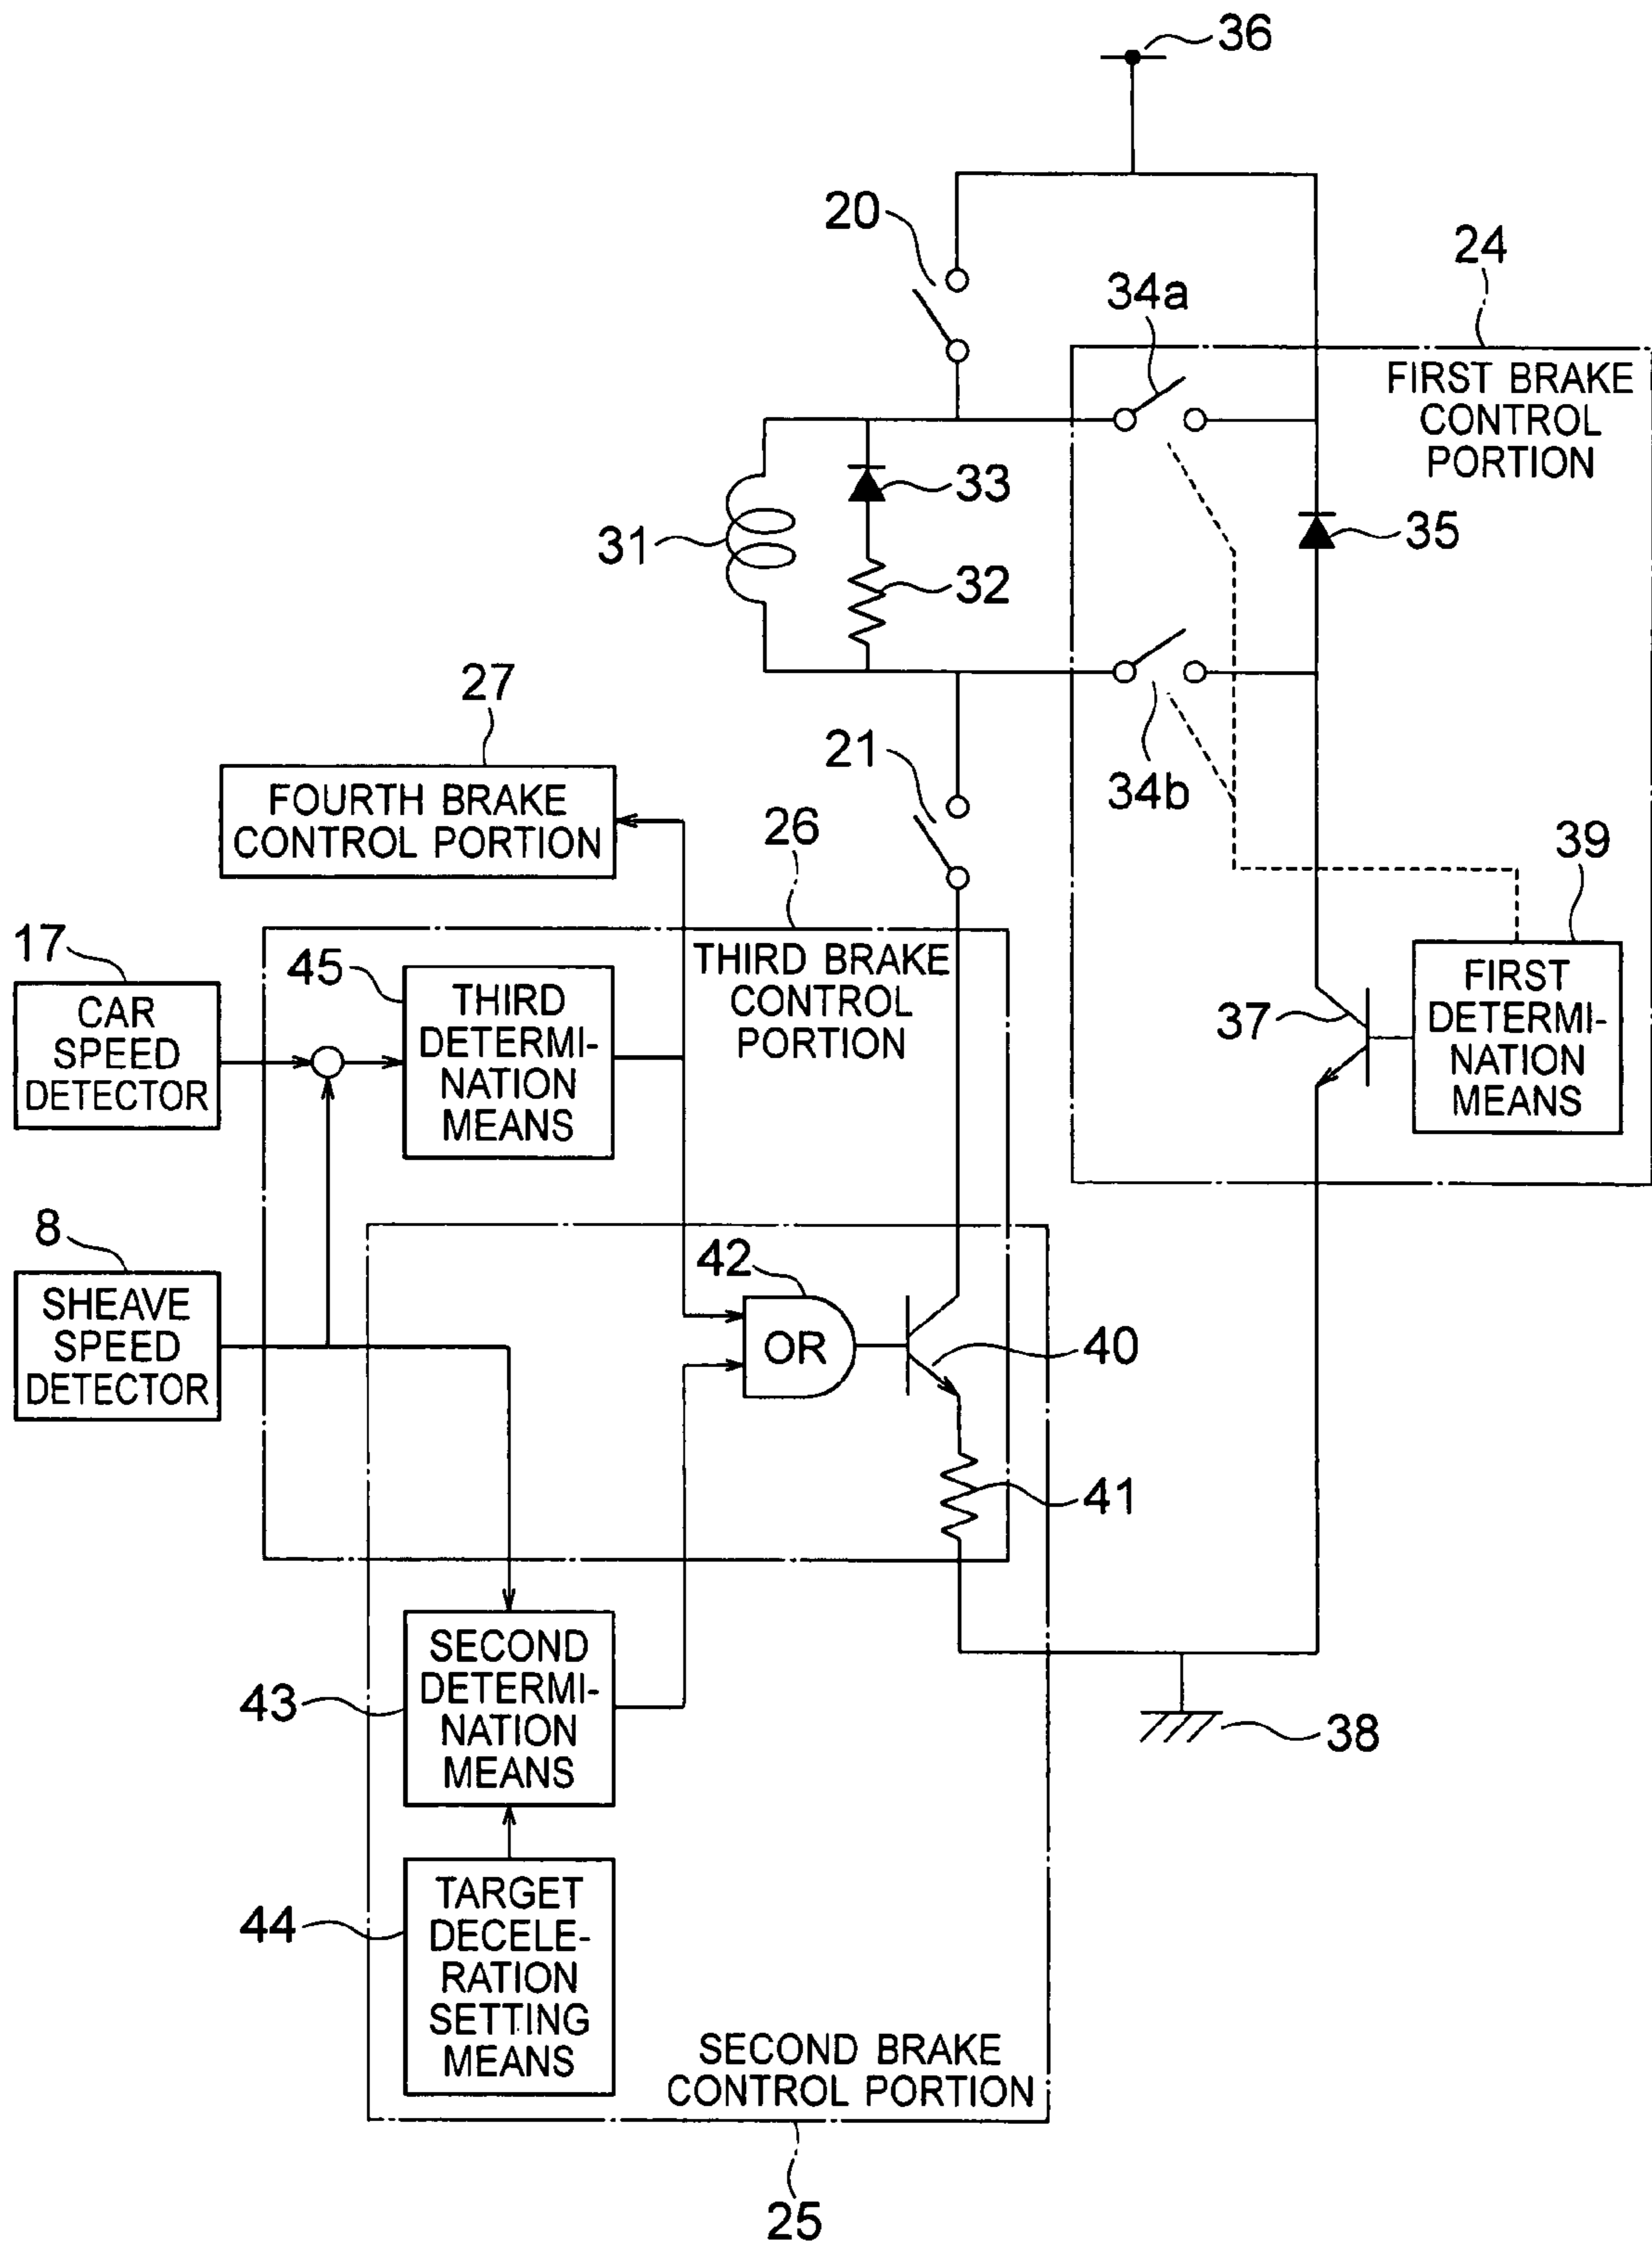 36
20
24
34a
FIRST BRAKE
CONTROL
PORTION
33
35
31
32
27
21
34b
FOURTH BRAKE
CONTROL PORTION
26
39
17
45
THIRD BRAKE
CONTROL
PORTION
CAR
SPEED
DETECTOR
THIRD
DETERMI-
NATION
MEANS
37
FIRST
DETERMI-
NATION
MEANS
8
42
SHEAVE
SPEED
DETECTOR
OR
40
41
SECOND
DETERMI-
NATION
MEANS
43
38
44
TARGET
DECELE-
RATION
SETTING
MEANS
SECOND BRAKE
CONTROL PORTION
25